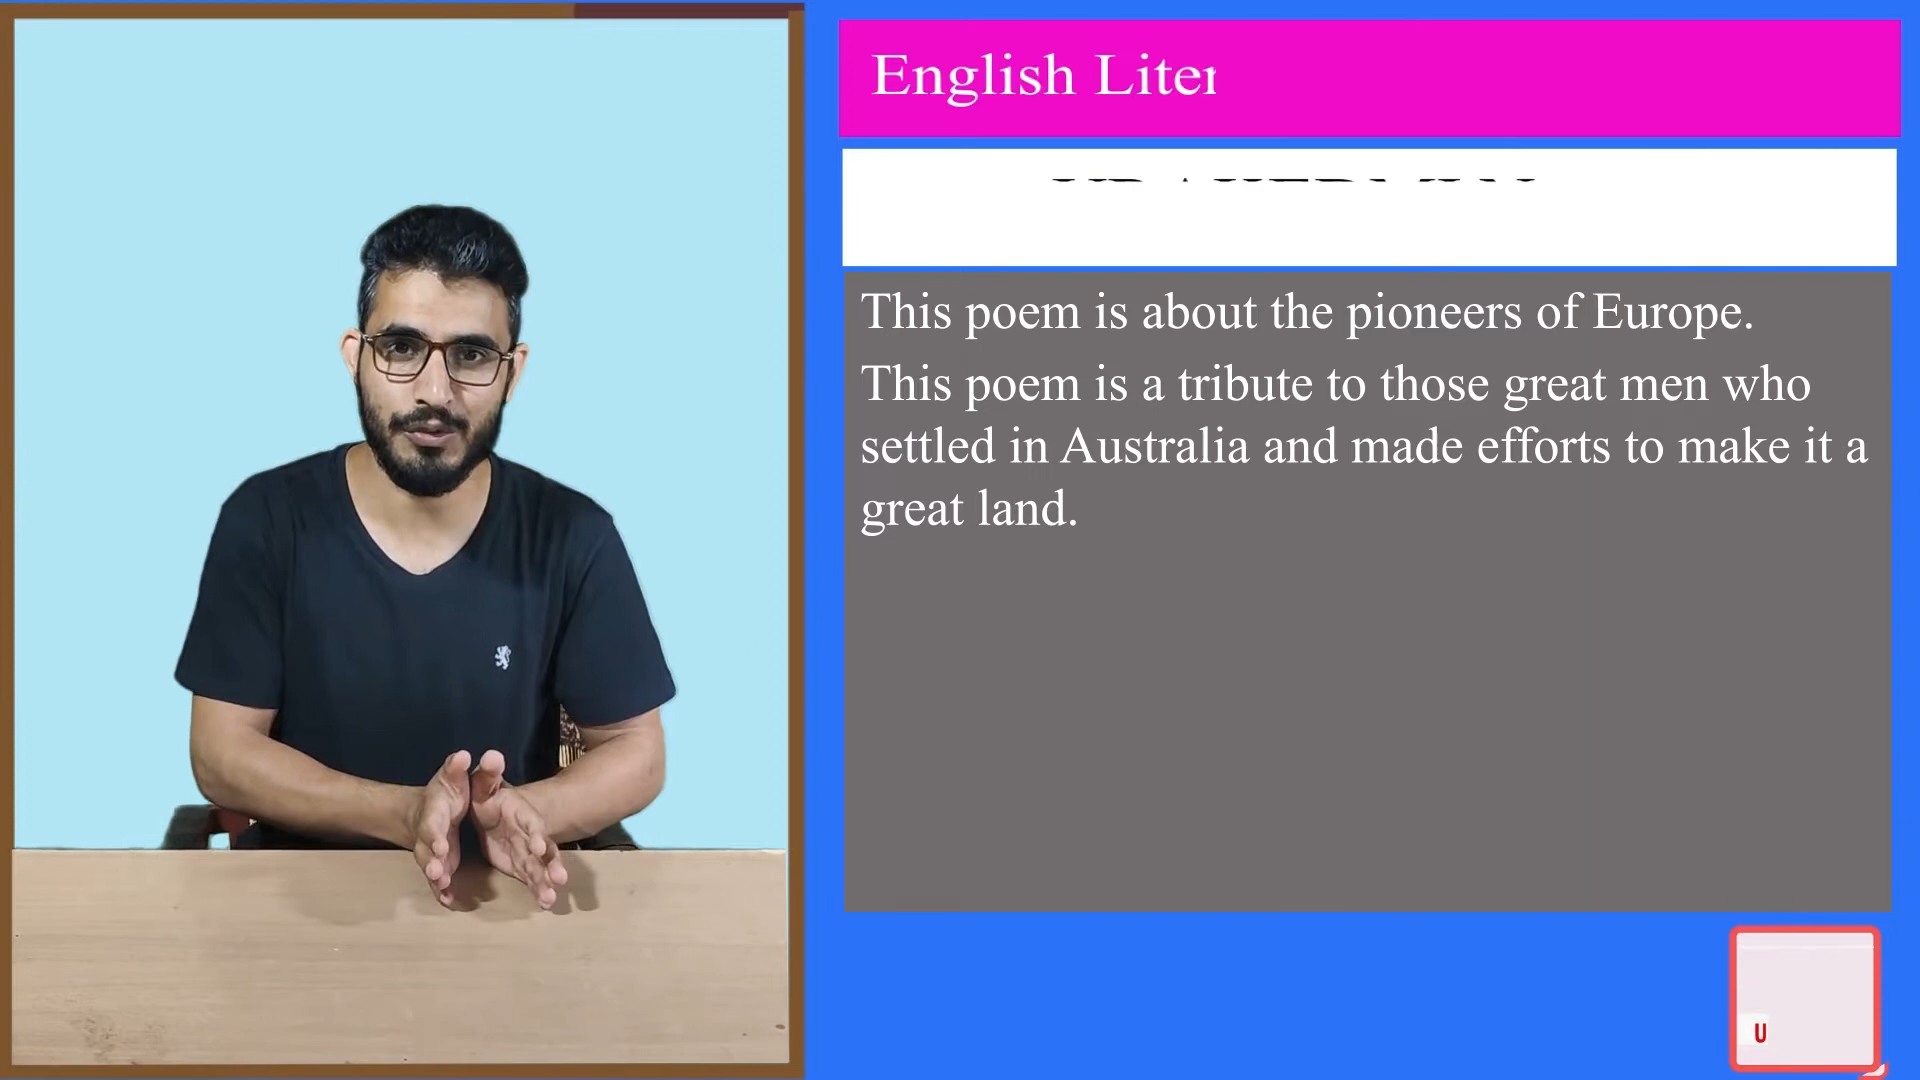 English Liter
This poem is about the pioneers of Europe.
This poem is a tribute to those great men who
settled in Australia and made efforts to make it a
great land.
U